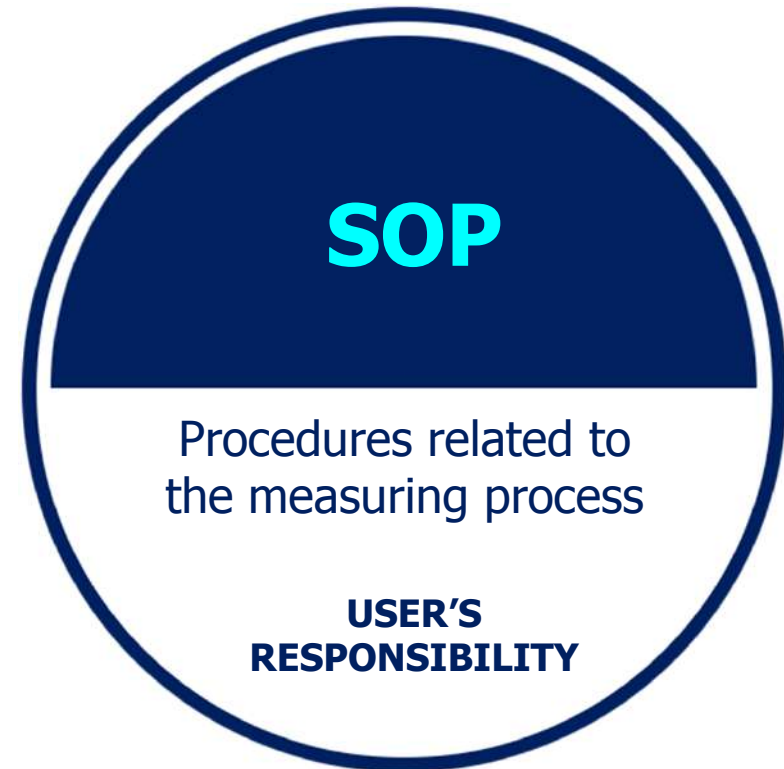 SOP
Procedures related to
the measuring process
USER’S
RESPONSIBILITY